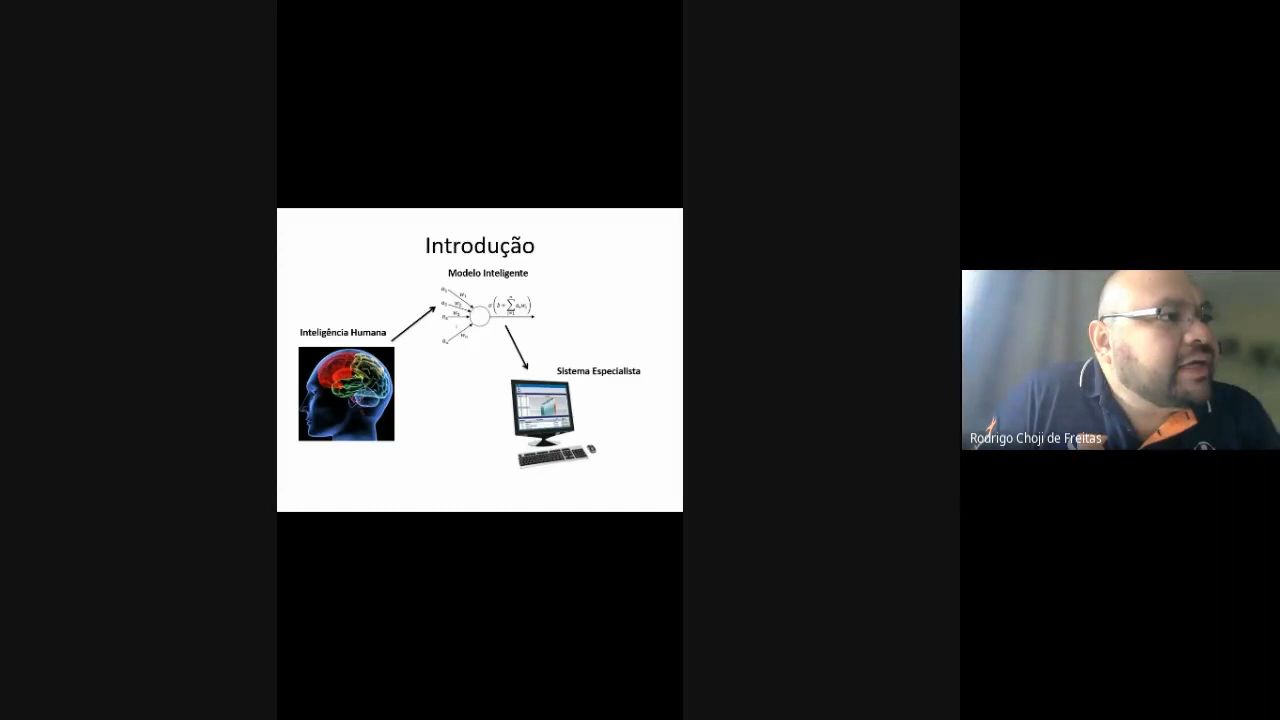 Introdução
Modelo Inteligente
Inteligência Humana
Sistema Especialista
Rodrigo Choji de Freitas